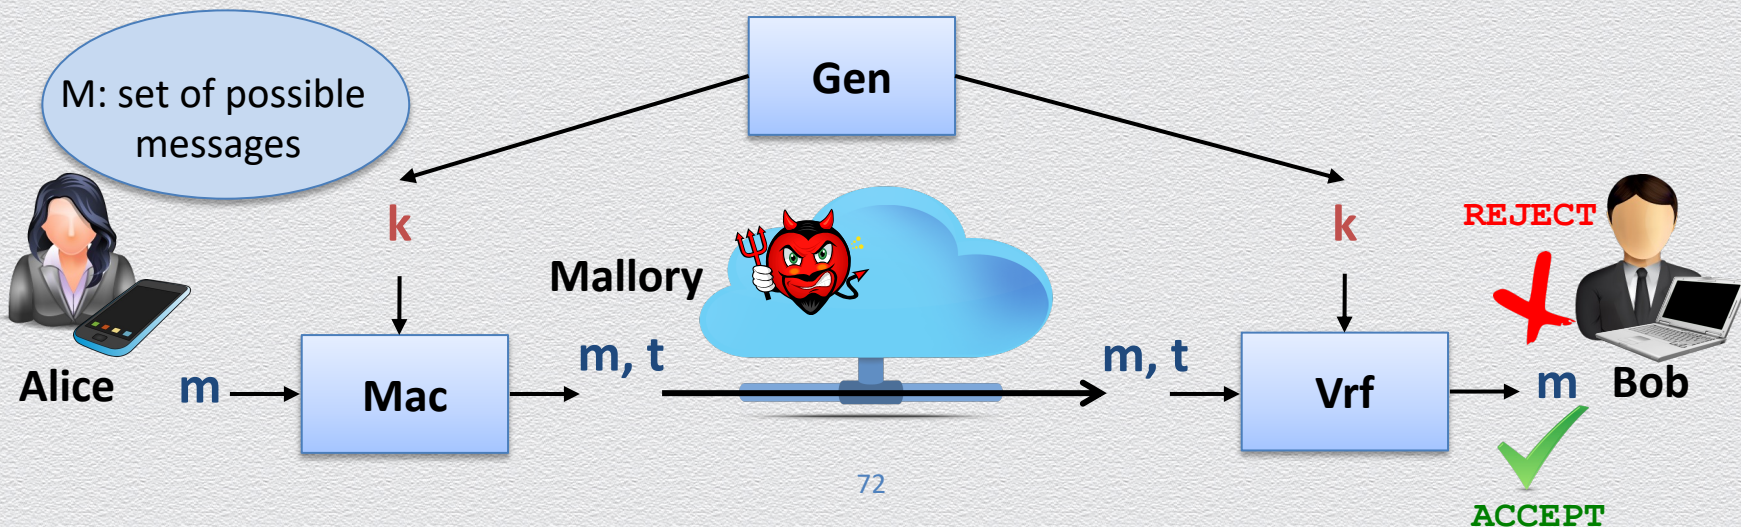 M: set of possible
messages
Gen
k
k
REJECT
Mallory
m, t
m, t
Alice
m
Mac
Vrf
m
Bob
72
ACCEPT